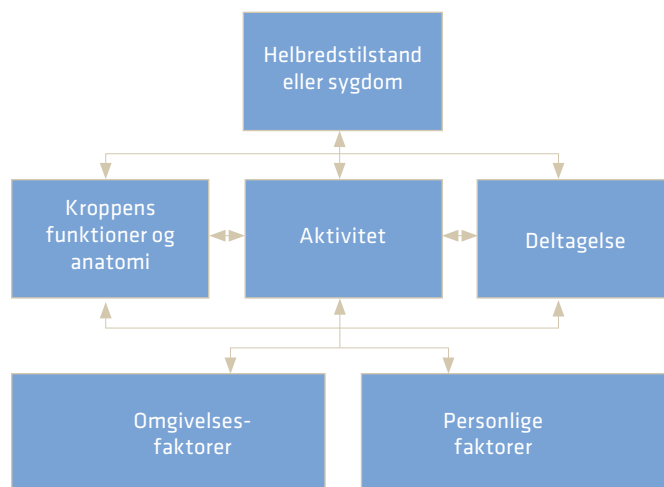 Helbredstilstand
eller sygdom
Kroppens
funktioner og
anatomi
Aktivitet
Deltagelse
Omgivelses-
faktorer
Personlige
faktorer